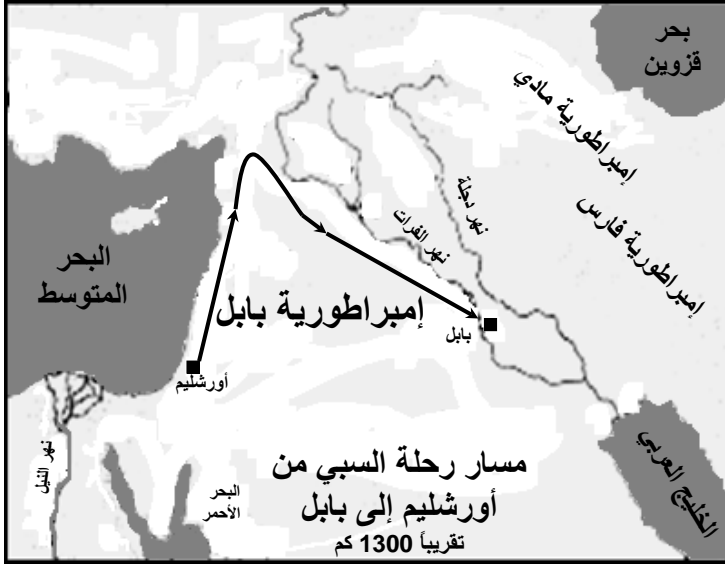 بحر
قزوين
إمبراطورية مادي
إمبراطورية فارس
نهر دجلة
نهر الفرات
البحر
المتوسط
إمبراطورية بابل
بابل
أورشليم
نهر النيل
البحر
الأحمر
الخليج العربي
مسار رحلة السبي من
أورشليم إلى بابل
تقريباً 1300 كم